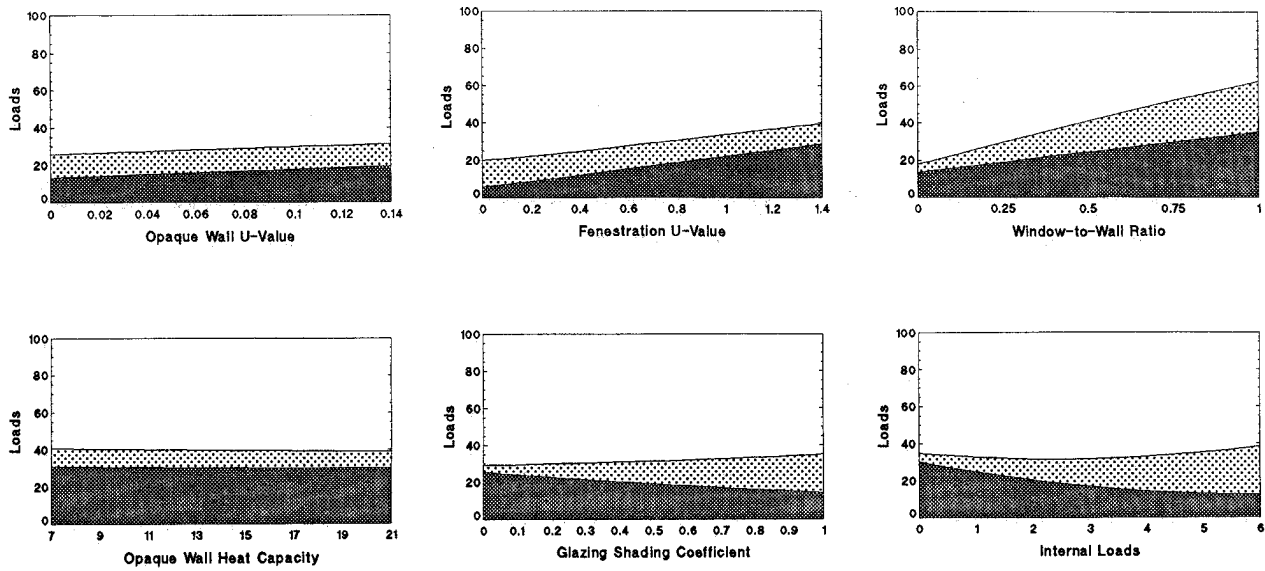 Loads
100
80
60
40
20
0
0 0.02 0.04 0.06 0.08 0.1 0.12 0.14
Opaque Wall U-Value
Loads
100
80
60
40
20
0
0 0.2 0.4 0.6 0.8 1 1.2 1.4
Fenestration U-Value
Loads
100
80
60
40
20
0
0 0.25 0.5 0.75 1
Window-to-Wall Ratio
Loads
100
80
60
40
20
0
7 9 11 13 15 17 19 21
Opaque Wall Heat Capacity
Loads
100
80
60
40
20
0
0 0.1 0.2 0.3 0.4 0.5 0.6 0.7 0.8 0.9 1
Glazing Shading Coefficient
Loads
100
80
60
40
20
0
0 1 2 3 4 5 6
Internal Loads